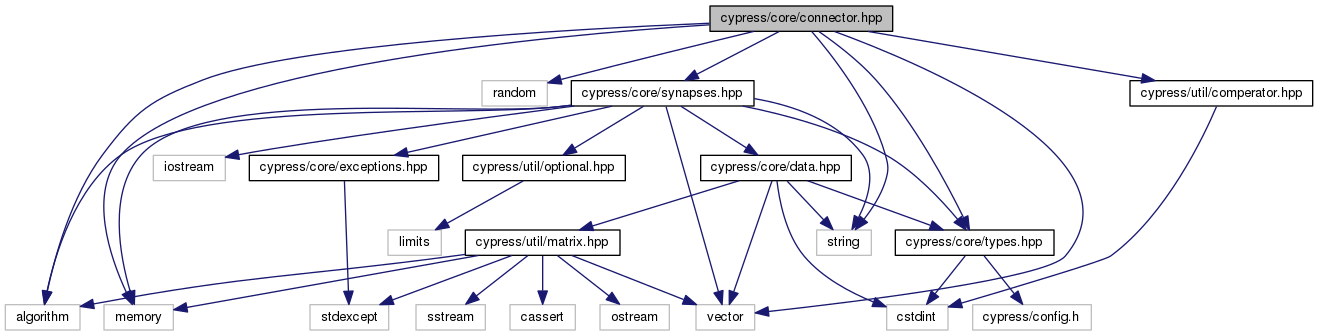 cypress/core/connector.hpp
random
cypress/core/synapses.hpp
cypress/util/comperator.hpp
iostream
cypress/core/exceptions.hpp
cypress/util/optional.hpp
cypress/core/data.hpp
limits
cypress/util/matrix.hpp
string
cypress/core/types.hpp
algorithm
memory
stdexcept
sstream
cassert
ostream
vector
cstdint
cypress/config.h